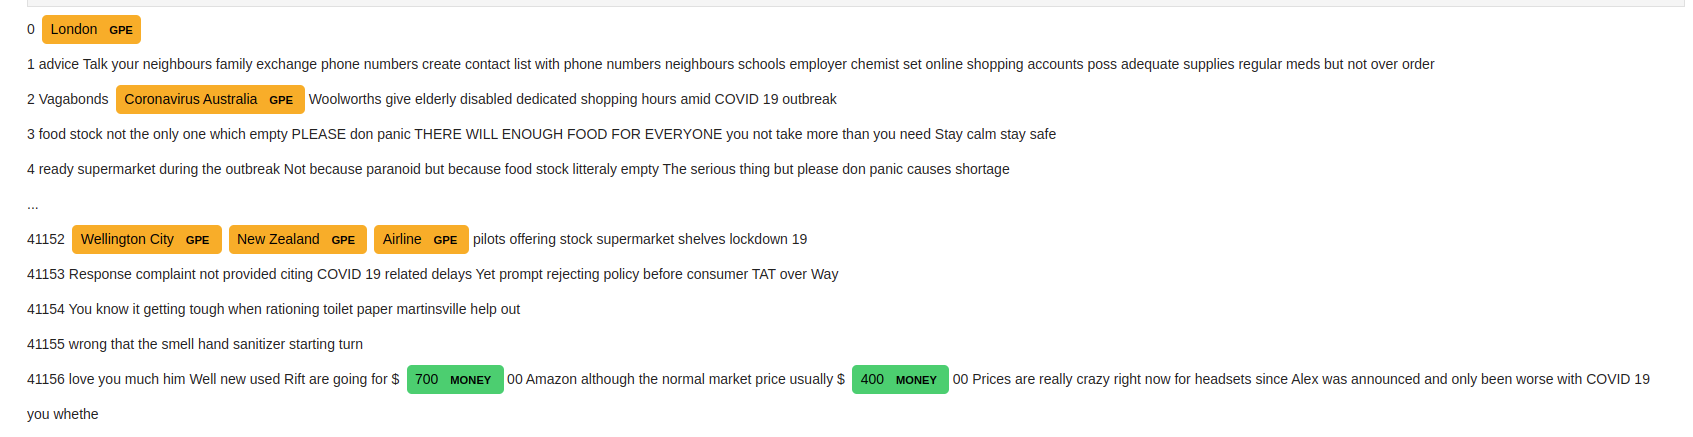 0 London GPE
1 advice Talk your neighbours family exchange phone numbers create contact list with phone numbers neighbours schools employer chemist set online shopping accounts poss adequate supplies regular meds but not over order
2 Vagabonds Coronavirus Australia GPE Woolworths give elderly disabled dedicated shopping hours amid COVID 19 outbreak
3 food stock not the only one which empty PLEASE don panic THERE WILL ENOUGH FOOD FOR EVERYONE you not take more than you need Stay calm stay safe
4 ready supermarket during the outbreak Not because paranoid but because food stock litteraly empty The serious thing but please don panic causes shortage
...
41152 Wellington City GPE New Zealand GPE Airline GPE pilots offering stock supermarket shelves lockdown 19
41153 Response complaint not provided citing COVID 19 related delays Yet prompt rejecting policy before consumer TAT over Way
41154 You know it getting tough when rationing toilet paper martinsville help out
41155 wrong that the smell hand sanitizer starting turn
41156 love you much him Well new used Rift are going for $ 700 MONEY 00 Amazon although the normal market price usually $ 400 MONEY 00 Prices are really crazy right now for headsets since Alex was announced and only been worse with COVID 19
you whethe